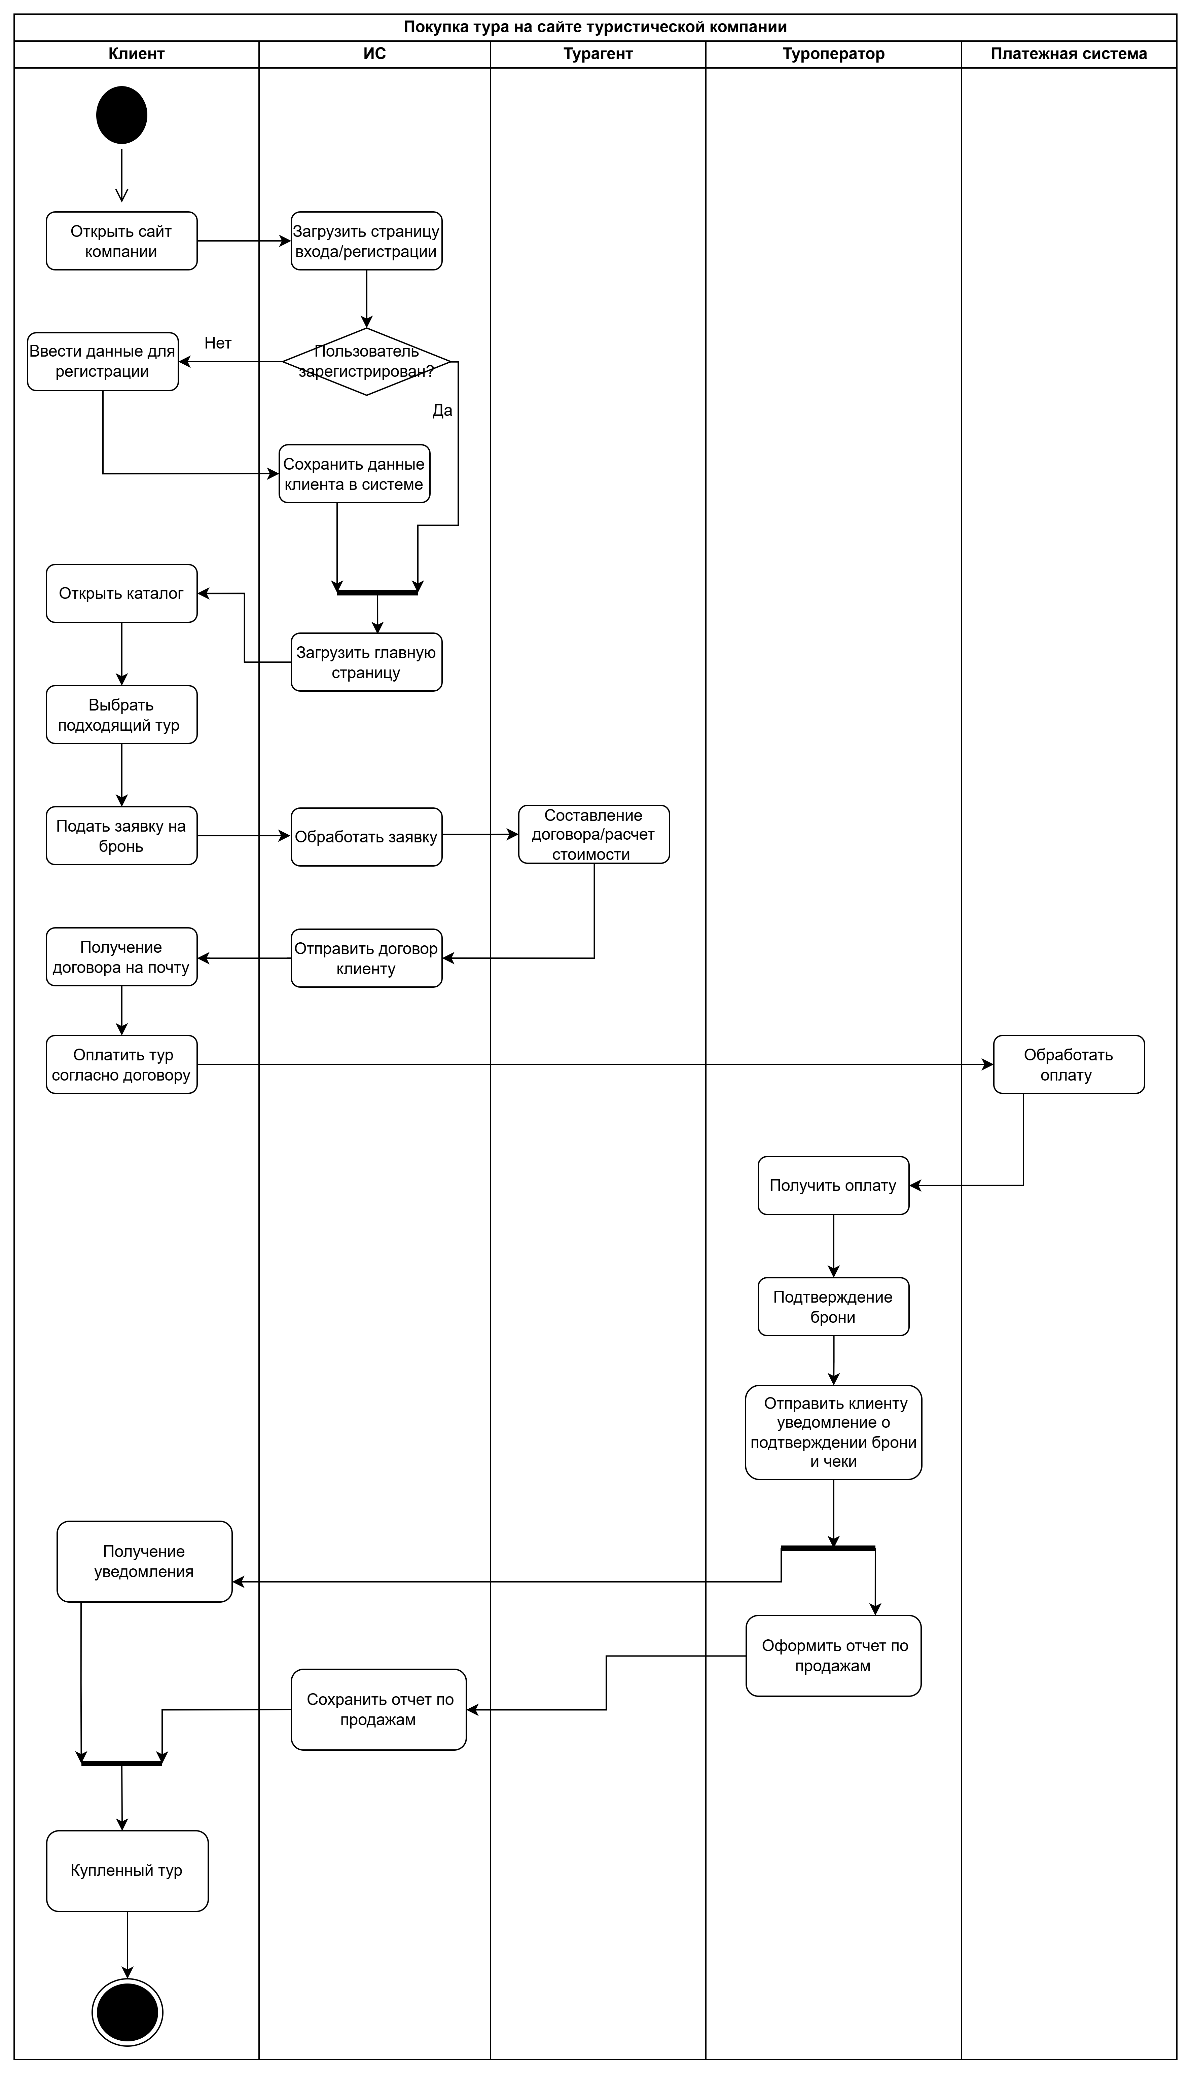 Покупка тура на сайте туристической компании
Клиент
ИС
Турагент
Туроператор
Платежная система
Открыть сайт
компании
Загрузить страницу
входа/регистрации
Ввести данные для
регистрации
Нет
Пользователь
зарегистрирован?
Да
Сохранить данные
клиента в системе
Открыть каталог
Загрузить главную
страницу
Выбрать
подходящий тур
Подать заявку на
бронь
Обработать заявку
Составление
договора/расчет
стоимости
Получение
договора на почту
Отправить договор
клиенту
Оплатить тур
согласно договору
Обработать
оплату
Получить оплату
Подтверждение
брони
Отправить клиенту
уведомление о
подтверждении брони
и чеки
Получение
уведомления
Оформить отчет по
продажам
Сохранить отчет по
продажам
Купленный тур